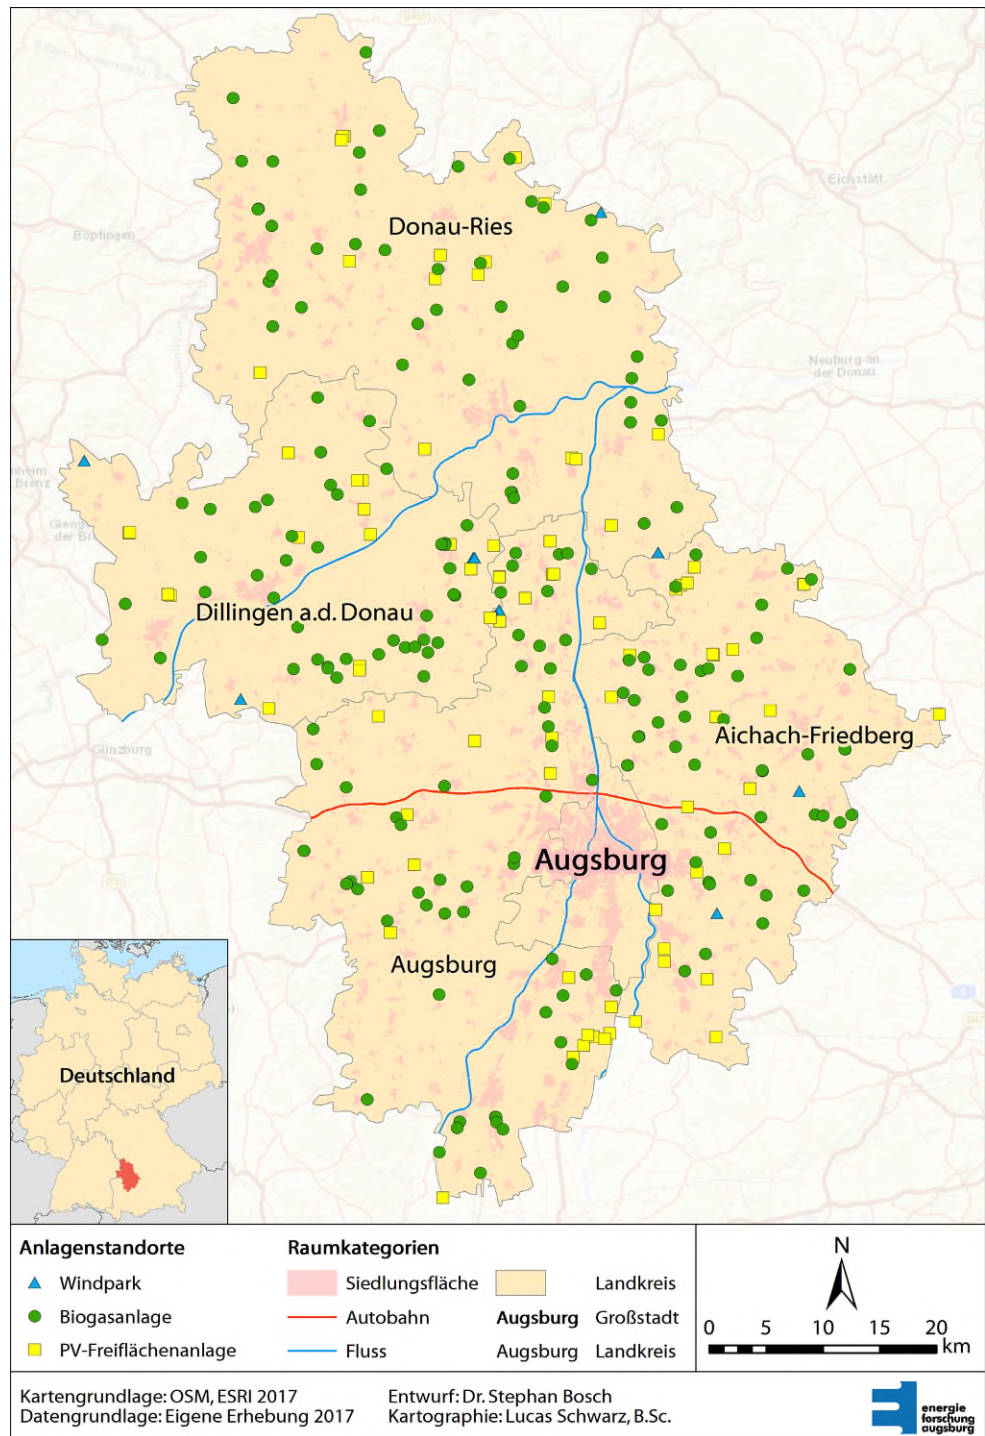 Eichstätt
Donau-Ries
Bopfingen
Neuburg an
der Donau
Dillingen a.d. Donau
Günzburg
Aichach-Friedberg
Augsburg
Augsburg
Deutschland
Anlagenstandorte
Windpark
Biogasanlage
PV-Freiflächenanlage
Raumkategorien
Siedlungsfläche
Autobahn
Fluss
Landkreis
Augsburg Großstadt
Augsburg Landkreis
N
0 5 10 15 20
km
Kartengrundlage: OSM, ESRI 2017
Datengrundlage: Eigene Erhebung 2017
Entwurf: Dr. Stephan Bosch
Kartographie: Lucas Schwarz, B.Sc.
energie
forschung
augsburg